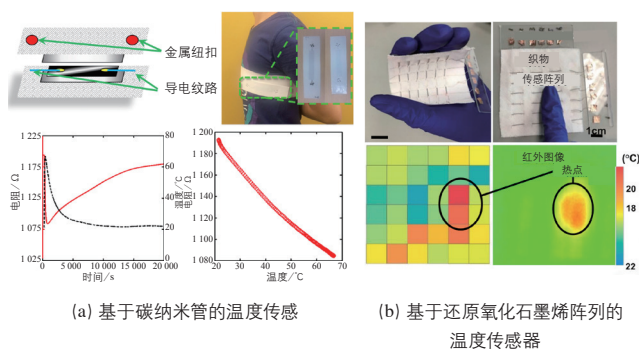 金属纽扣
导电纹路
织物
传感阵列
1cm
1 225
1 175
1 125
1 075
1 025
电阻/Ω
0
5 000
10 000
15 000
20 000
时间/s
80
60
40
20
0
温度/℃
1 200
1 180
1 160
1 140
1 120
1 100
1 080
电阻/Ω
20
30
40
50
60
70
温度/℃
红外图像
热点
(℃)
20
18
22
(a) 基于碳纳米管的温度传感
(b) 基于还原氧化石墨烯阵列的
温度传感器